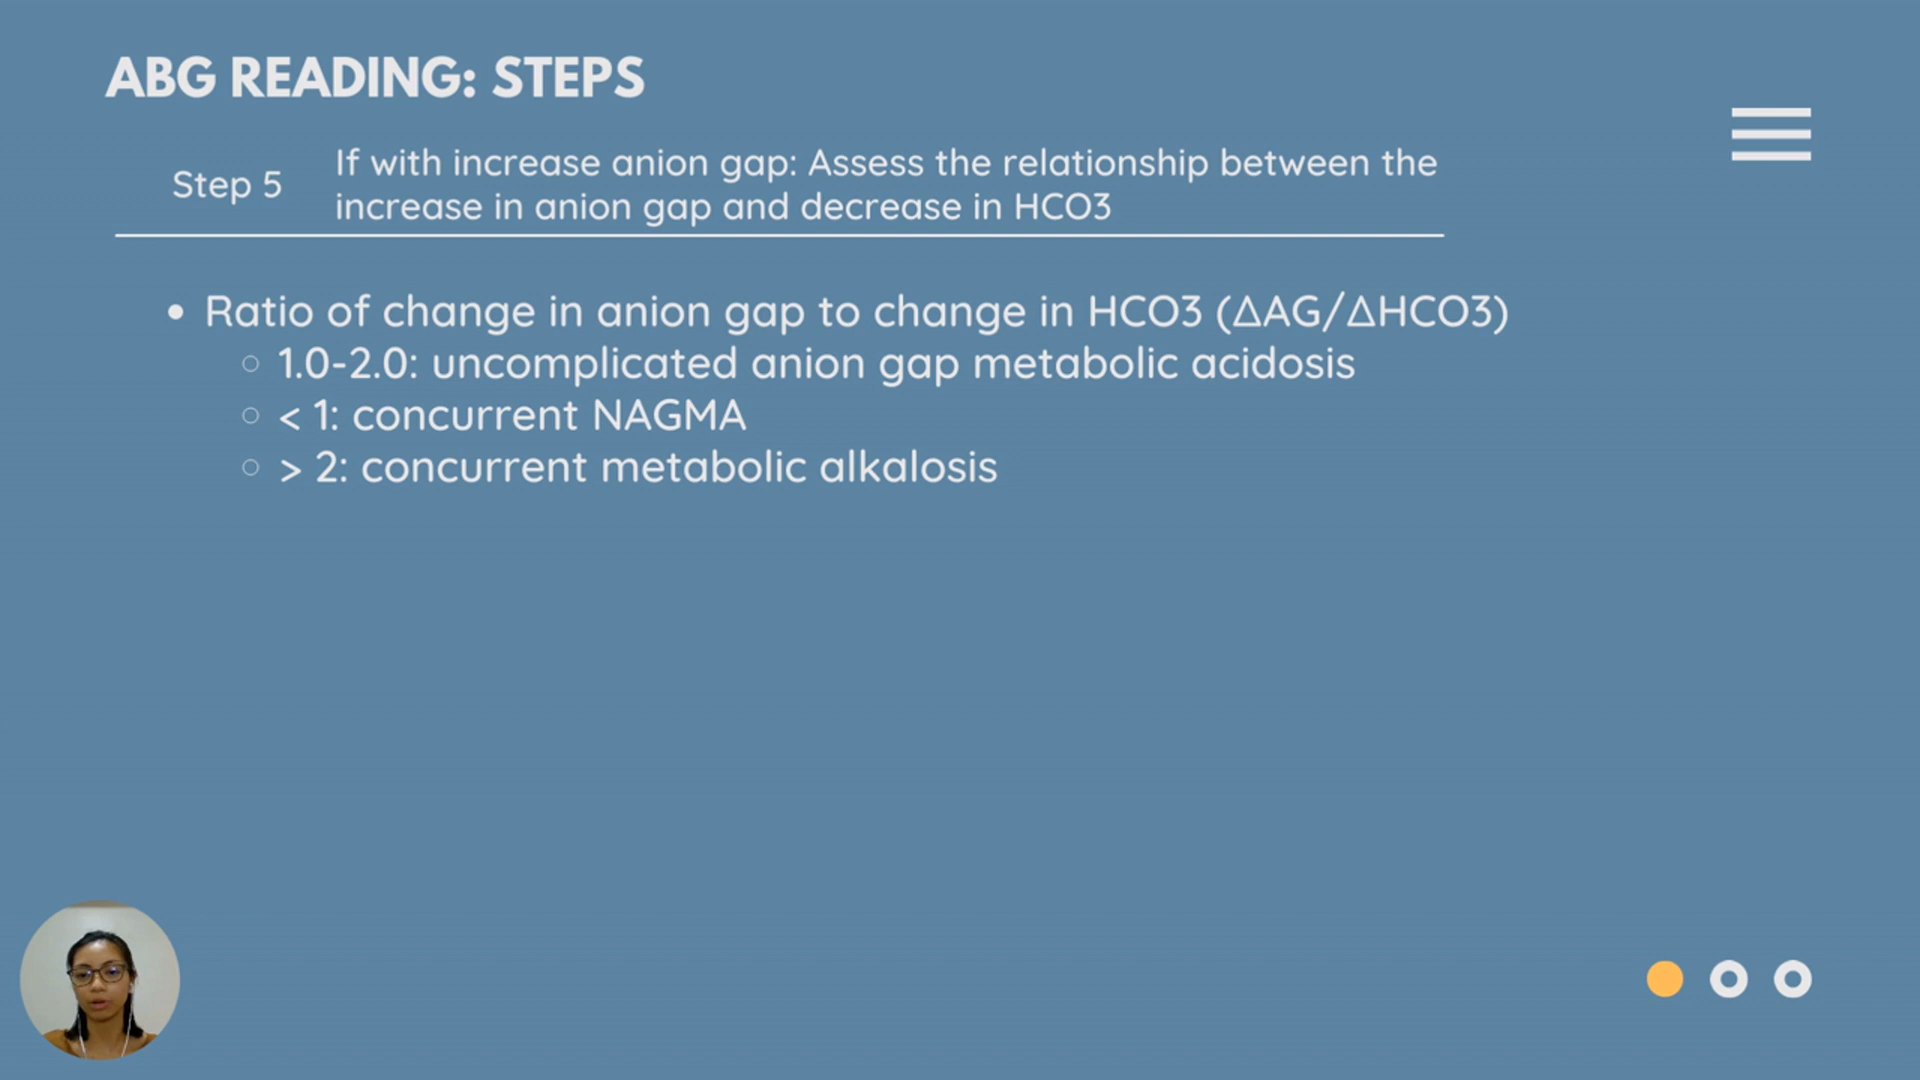 ABG READING: STEPS
Step 5
If with increase anion gap: Assess the relationship between the
increase in anion gap and decrease in HCO3
• Ratio of change in anion gap to change in HCO3 (ΔAG/ΔHCO3)
○ 1.0-2.0: uncomplicated anion gap metabolic acidosis
○ < 1: concurrent NAGMA
○ > 2: concurrent metabolic alkalosis